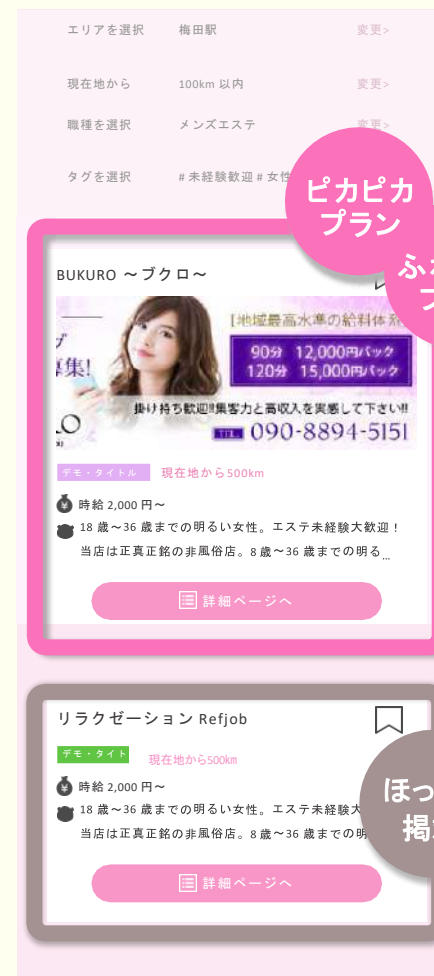 エリアを選択 梅田駅 変更>
現在地から 100km 以内 変更>
職種を選択 メンズエステ 変更>
タグを選択 #未経験歓迎#女性
ピカピカ
プラン
BUKURO ～ブクロ～
[地域最高水準の給料体系
90分 12,000円バック
120分 15,000円バック
募集!
掛け持ち歓迎!!集客力と高収入を実感して下さい!!
TEL 090-8894-5151
デモ・タイトル 現在地から500km
時給 2,000 円～
18 歳～36 歳までの明るい女性。エステ未経験大歓迎！
当店は正真正銘の非風俗店。8 歳～36 歳までの明る...
詳細ページへ
リラクゼーション Refjob
デモ・タイト 現在地から500km
時給 2,000 円～
18 歳～36 歳までの明るい女性。エステ未経験大
当店は正真正銘の非風俗店。8 歳～36 歳までの明
ほっ
掲
詳細ページへ